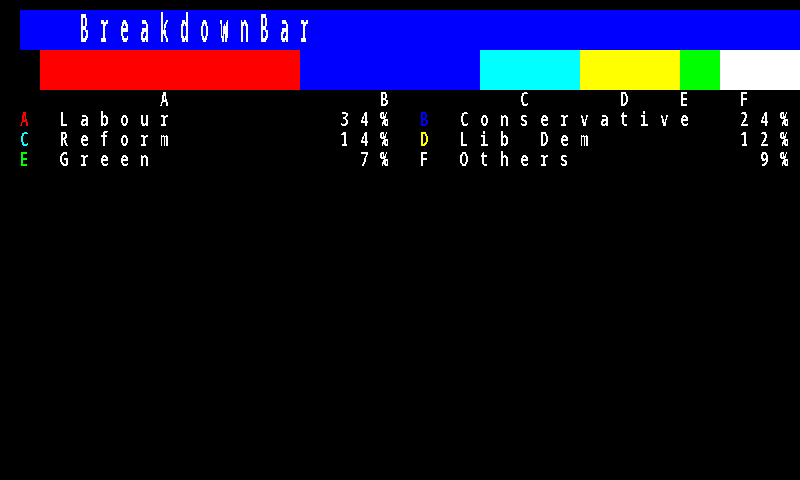 BreakdownBar
A B C D E F
A Labour 34% B Conservative 24%
C Reform 14% D Lib Dem 12%
E Green 7% F Others 9%